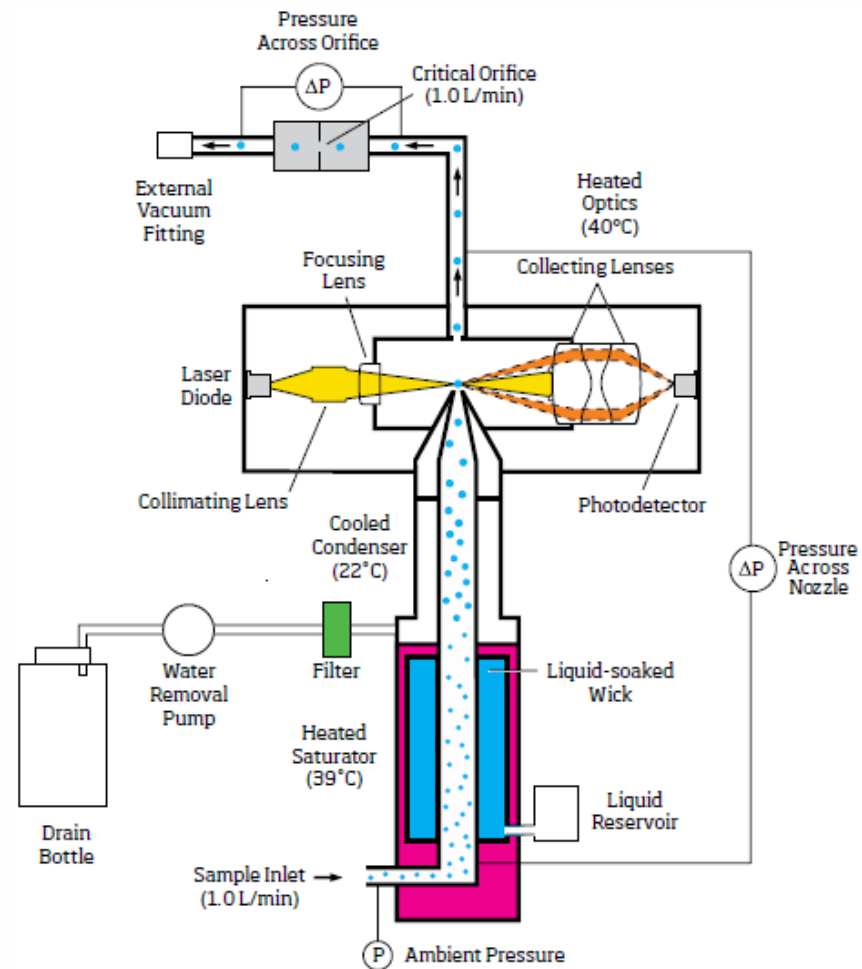 Pressure
Across Orifice
ΔP
Critical Orifice
(1.0 L/min)
External
Vacuum
Fitting
Heated
Optics
(40°C)
Focusing
Lens
Collecting Lenses
Laser
Diode
Collimating Lens
Photodetector
Cooled
Condenser
(22°C)
ΔP
Pressure
Across
Nozzle
Water
Removal
Pump
Filter
Liquid-soaked
Wick
Heated
Saturator
(39°C)
Liquid
Reservoir
Drain
Bottle
Sample Inlet
(1.0 L/min)
P
Ambient Pressure